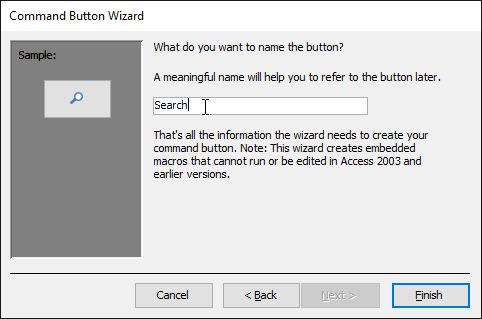 Command Button Wizard
Sample:
What do you want to name the button?
A meaningful name will help you to refer to the button later.
Search
That's all the information the wizard needs to create your
command button. Note: This wizard creates embedded
macros that cannot run or be edited in Access 2003 and
earlier versions.
Cancel
< Back
Next >
Finish